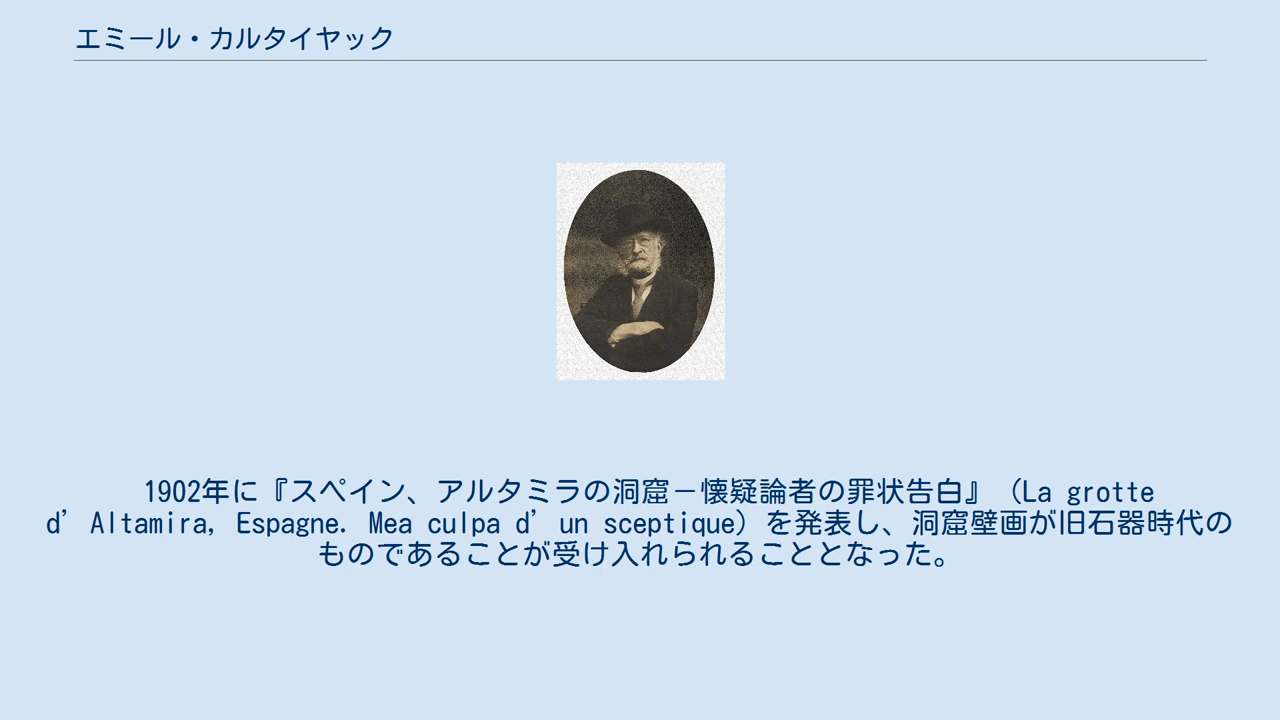 エミール・カルタイヤック
1902年に『スペイン、アルタミラの洞窟－懐疑論者の罪状告白』（La grotte
d’Altamira, Espagne. Mea culpa d’un sceptique）を発表し、洞窟壁画が旧石器時代の
ものであることが受け入れられることとなった。